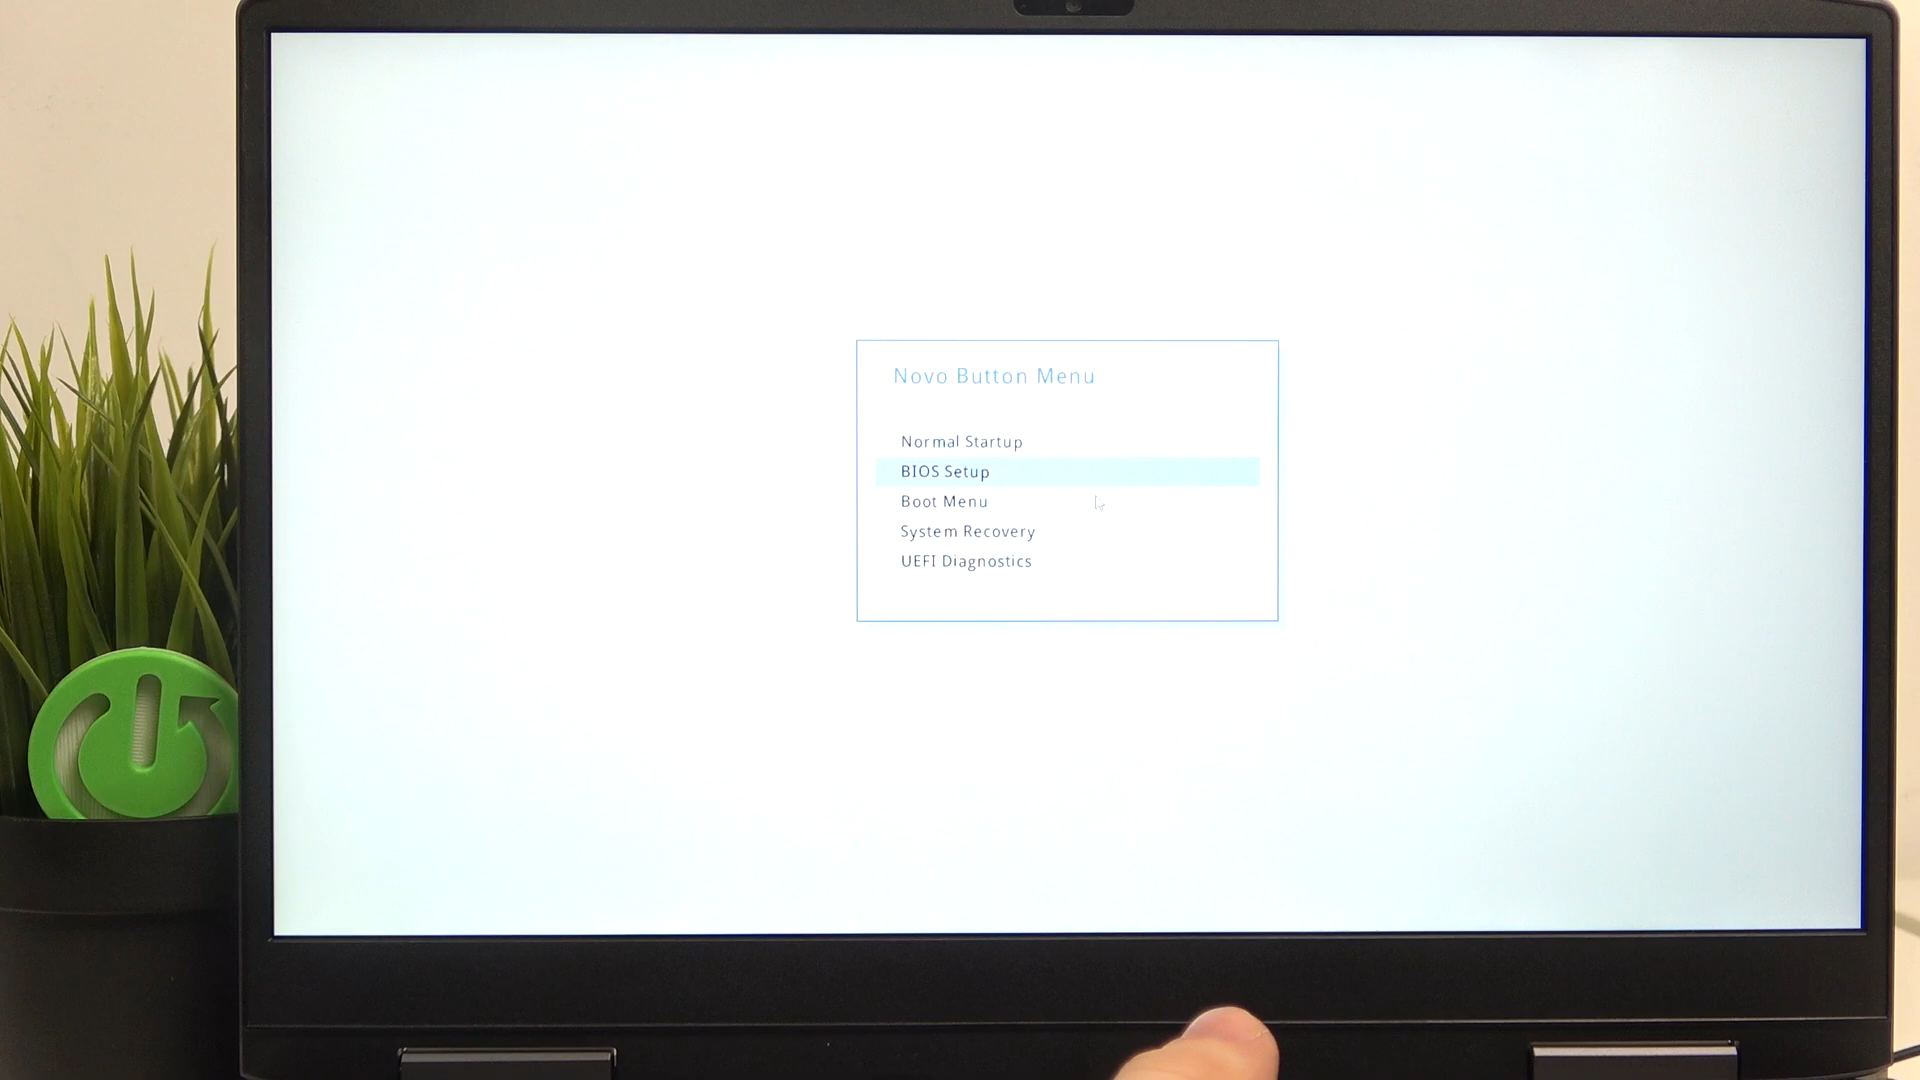 Novo Button Menu
Normal Startup
BIOS Setup
Boot Menu
System Recovery
UEFI Diagnostics